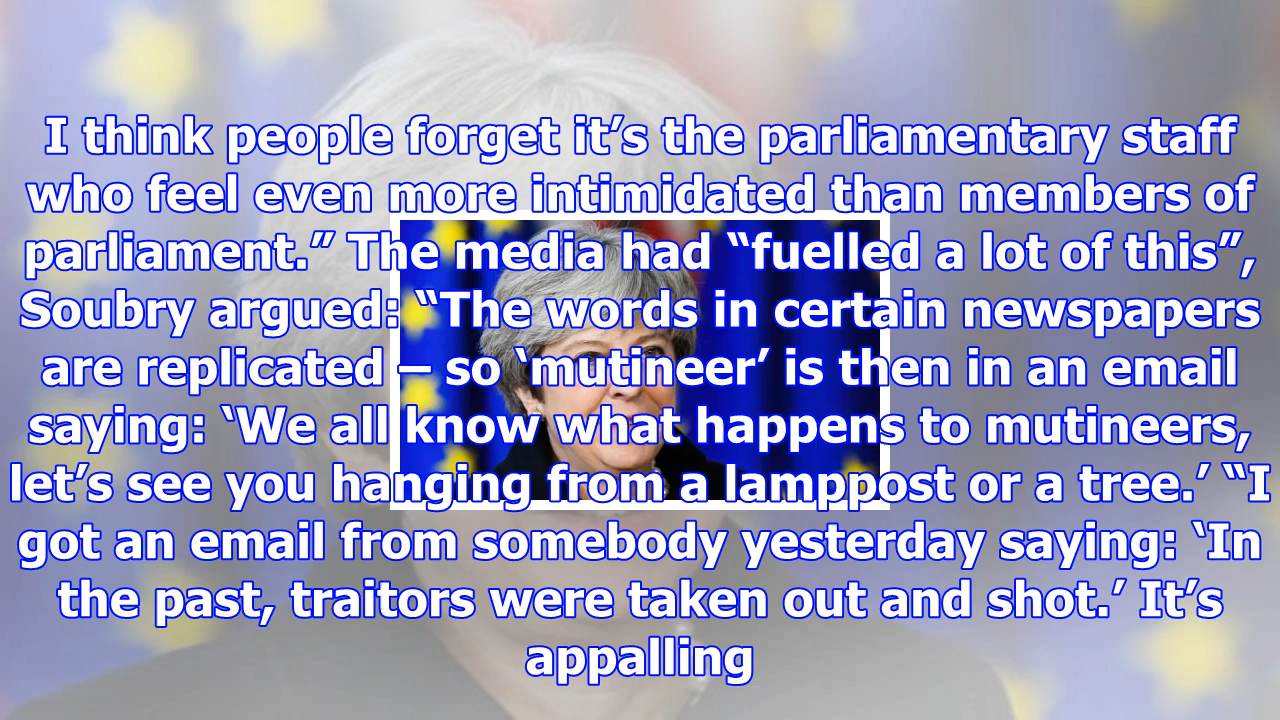 I think people forget it’s the parliamentary staff
who feel even more intimidated than members of
parliament.” The media had “fuelled a lot of this”,
Soubry argued: “The words in certain newspapers
are replicated – so ‘mutineer’ is then in an email
saying: ‘We all know what happens to mutineers,
let’s see you hanging from a lamppost or a tree.’ “I
got an email from somebody yesterday saying: ‘In
the past, traitors were taken out and shot.’ It’s
appalling